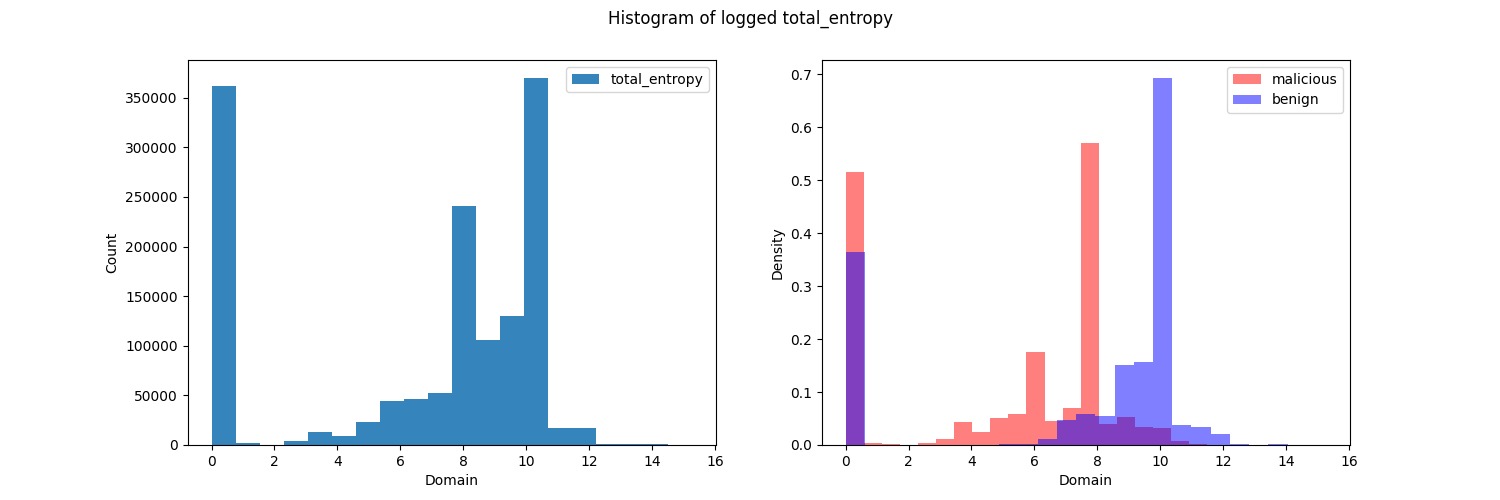 Histogram of logged total_entropy
total_entropy
350000
300000
250000
200000
150000
100000
50000
0
Count
0 2 4 6 8 10 12 14 16
Domain
malicious
benign
0.7
0.6
0.5
0.4
0.3
0.2
0.1
0.0
Density
0 2 4 6 8 10 12 14 16
Domain